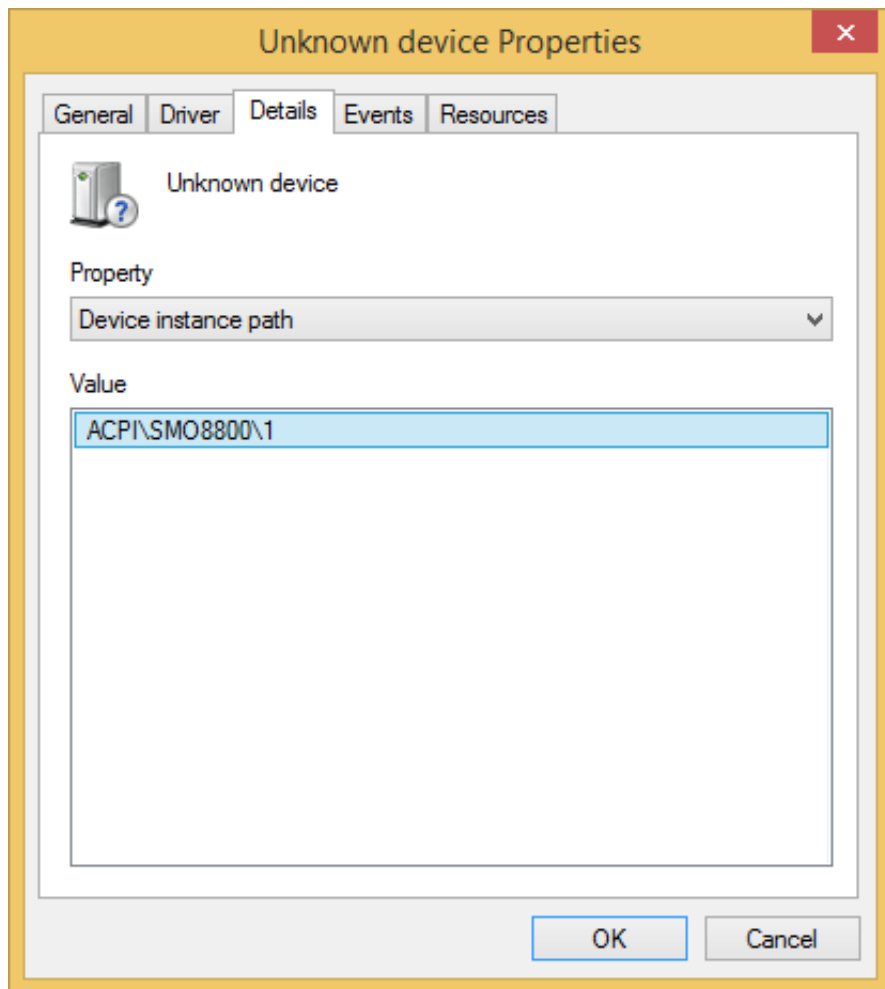 Unknown device Properties
General Driver Details Events Resources
Unknown device
Property
Device instance path
Value
ACPI\SMO8800\1
OK Cancel